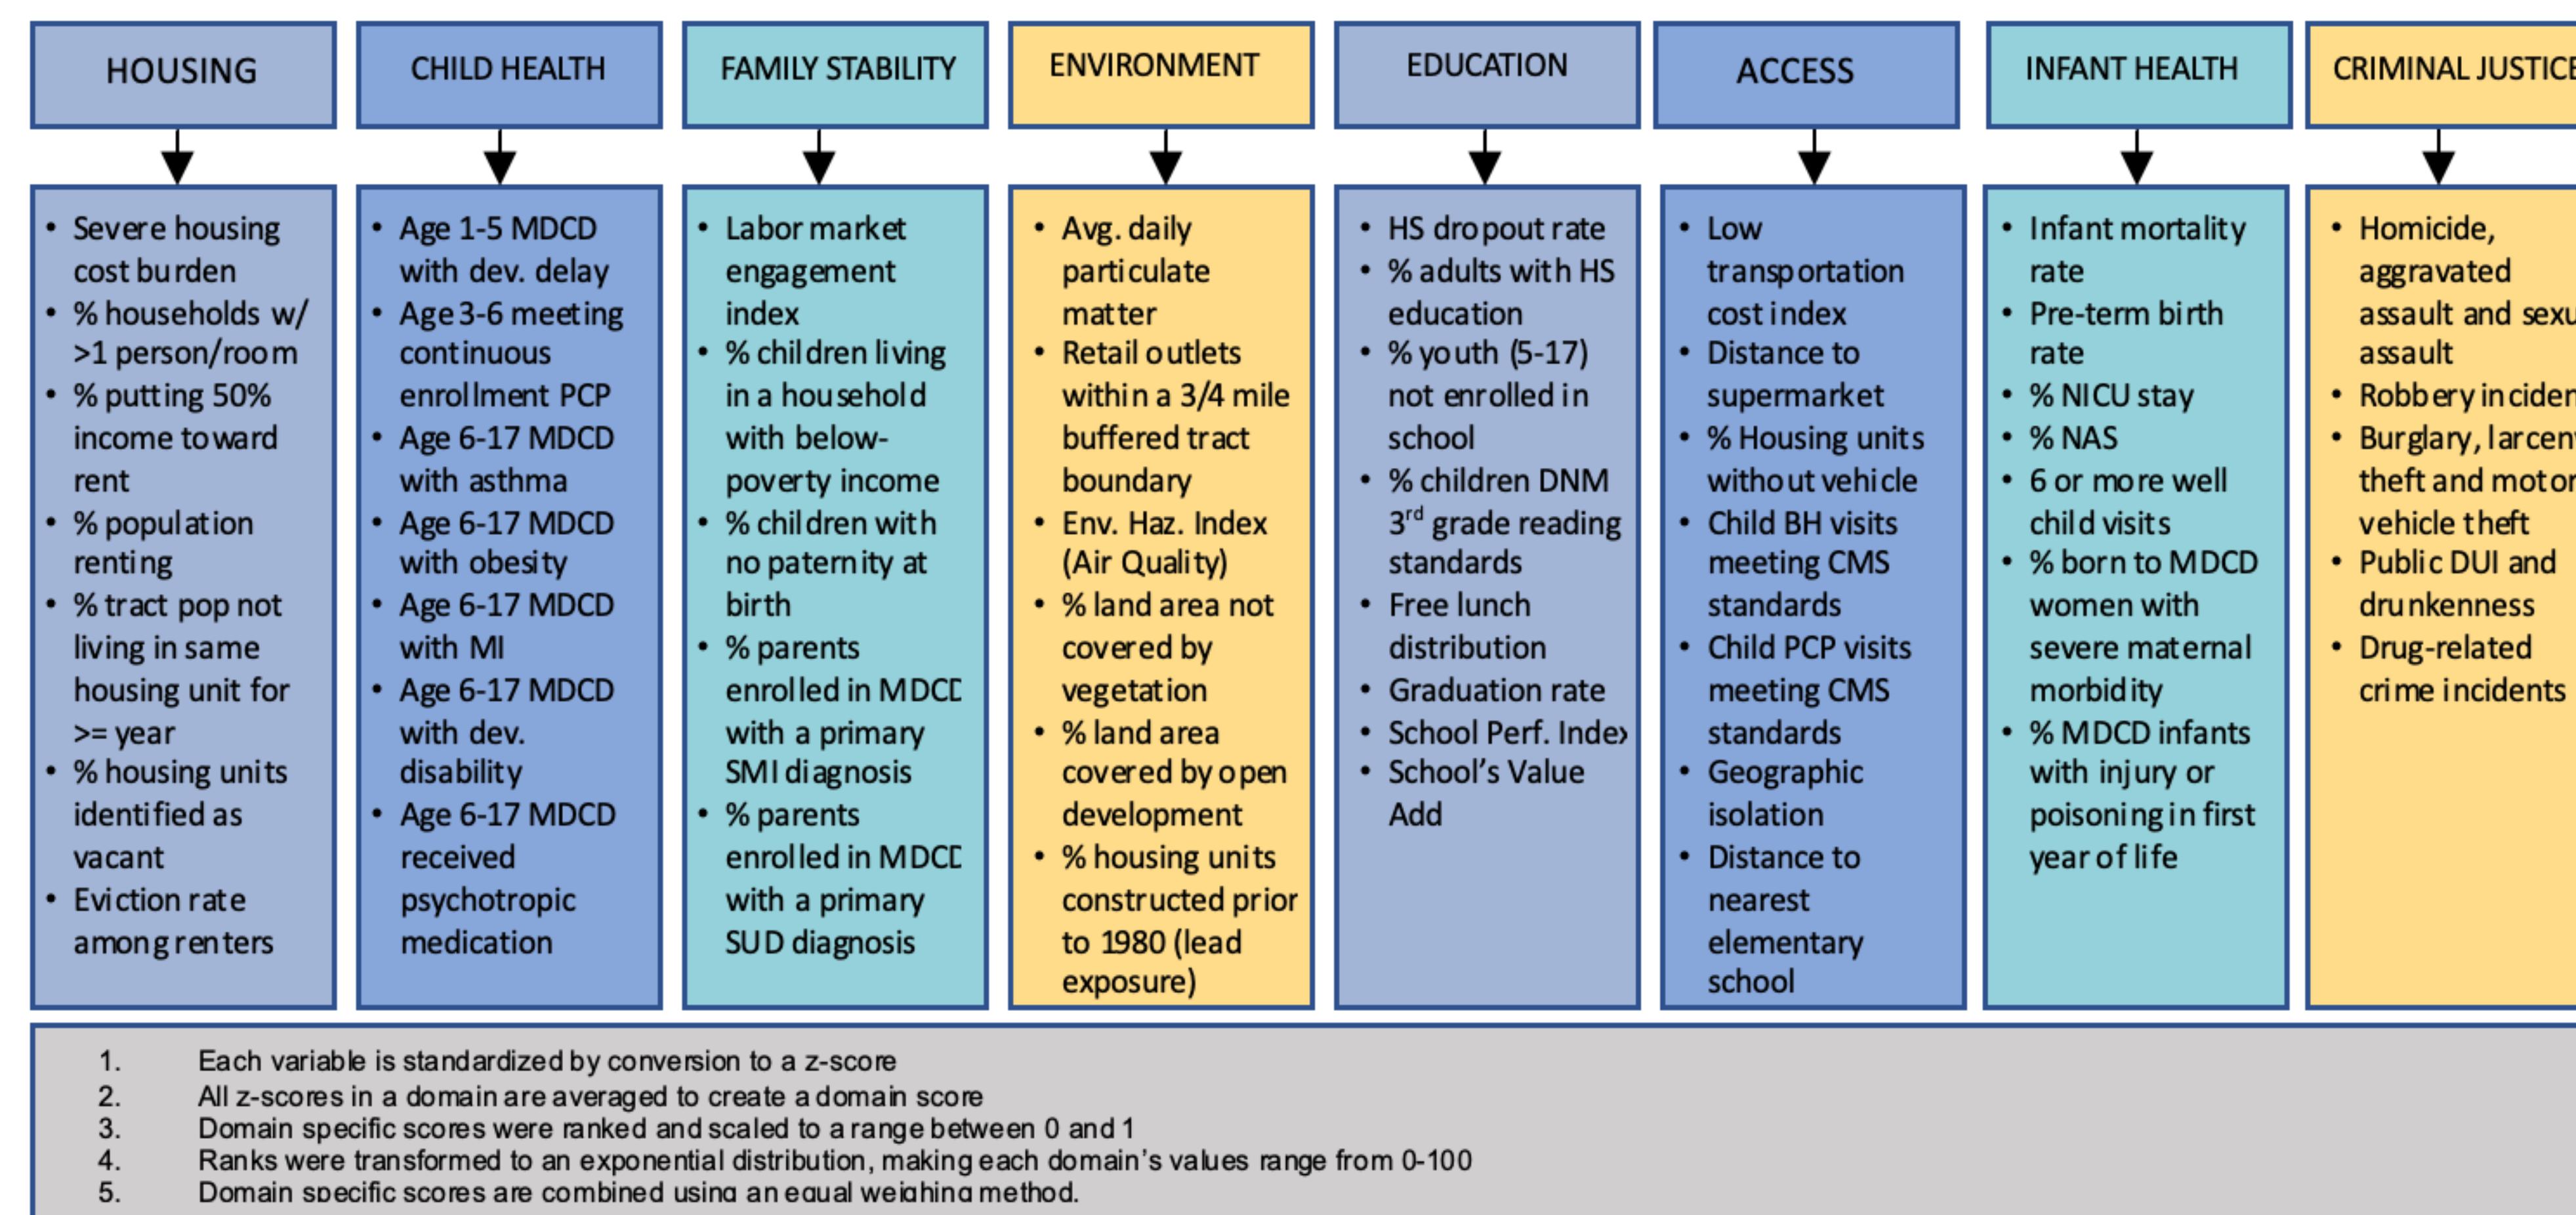 HOUSING
CHILD HEALTH
FAMILY STABILITY
ENVIRONMENT
EDUCATION
ACCESS
INFANT HEALTH
CRIMINAL JUSTICE
• Severe housing
cost burden
• % households w/
>1 person/room
• % putting 50%
income toward
rent
• % population
renting
• % tract pop not
living in same
housing unit for
>= year
• % housing units
identified as
vacant
• Eviction rate
among renters
• Age 1-5 MDCD
with dev. delay
• Age 3-6 meeting
continuous
enrollment PCP
• Age 6-17 MDCD
with asthma
• Age 6-17 MDCD
with obesity
• Age 6-17 MDCD
with MI
• Age 6-17 MDCD
with dev.
disability
• Age 6-17 MDCD
received
psychotropic
medication
• Labor market
engagement
index
• % children living
in a household
with below-
poverty income
• % children with
no paternity at
birth
• % parents
enrolled in MDCD
with a primary
SMI diagnosis
• % parents
enrolled in MDCD
with a primary
SUD diagnosis
• Avg. daily
particulate
matter
• Retail outlets
within a 3/4 mile
buffered tract
boundary
• Env. Haz. Index
(Air Quality)
• % land area not
covered by
vegetation
• % land area
covered by open
development
• % housing units
constructed prior
to 1980 (lead
exposure)
• HS dropout rate
• % adults with HS
education
• % youth (5-17)
not enrolled in
school
• % children DNM
3rd grade reading
standards
• Free lunch
distribution
• Graduation rate
• School Perf. Index
• School’s Value
Add
• Low
transportation
cost index
• Distance to
supermarket
• % Housing units
without vehicle
• Child BH visits
meeting CMS
standards
• Child PCP visits
meeting CMS
standards
• Geographic
isolation
• Distance to
nearest
elementary
school
• Infant mortality
rate
• Pre-term birth
rate
• % NICU stay
• % NAS
• 6 or more well
child visits
• % born to MDCD
women with
severe maternal
morbidity
• % MDCD infants
with injury or
poisoning in first
year of life
• Homicide,
aggravated
assault and
assault
• Robbery
• Burglary,
theft and motor
vehicle theft
• Public DUI and
drunkenness
• Drug-related
crime incidents
1. Each variable is standardized by conversion to a z-score
2. All z-scores in a domain are averaged to create a domain score
3. Domain specific scores were ranked and scaled to a range between 0 and 1
4. Ranks were transformed to an exponential distribution, making each domain’s values range from 0-100
5. Domain specific scores are combined using an equal weighing method.